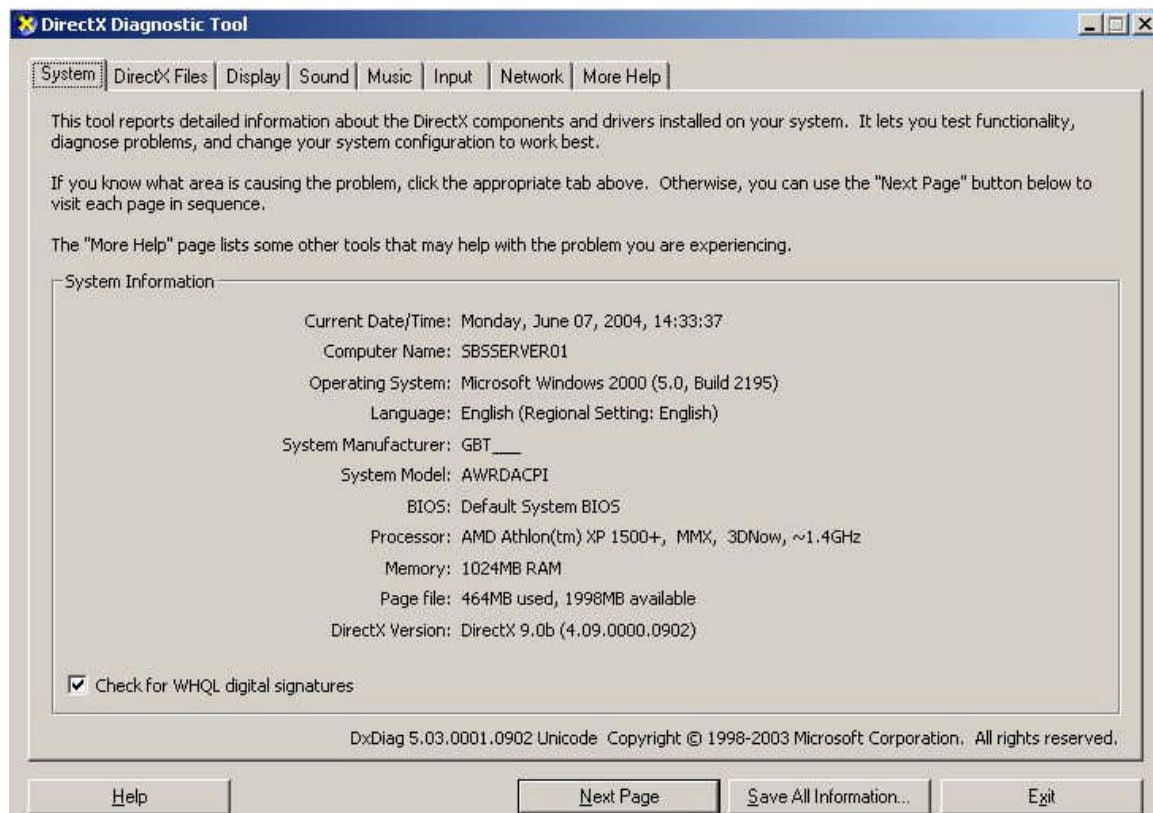 DirectX Diagnostic Tool
System DirectX Files Display Sound Music Input Network More Help
This tool reports detailed information about the DirectX components and drivers installed on your system. It lets you test functionality,
diagnose problems, and change your system configuration to work best.
If you know what area is causing the problem, click the appropriate tab above. Otherwise, you can use the "Next Page" button below to
visit each page in sequence.
The "More Help" page lists some other tools that may help with the problem you are experiencing.
System Information
Current Date/Time: Monday, June 07, 2004, 14:33:37
Computer Name: SBSSERVER01
Operating System: Microsoft Windows 2000 (5.0, Build 2195)
Language: English (Regional Setting: English)
System Manufacturer: GBT___
System Model: AWRDACPI
BIOS: Default System BIOS
Processor: AMD Athlon(tm) XP 1500+, MMX, 3DNow, ~1.4GHz
Memory: 1024MB RAM
Page file: 464MB used, 1998MB available
DirectX Version: DirectX 9.0b (4.09.0000.0902)
Check for WHQL digital signatures
DxDiag 5.03.0001.0902 Unicode Copyright © 1998-2003 Microsoft Corporation. All rights reserved.
Help Next Page Save All Information... Exit